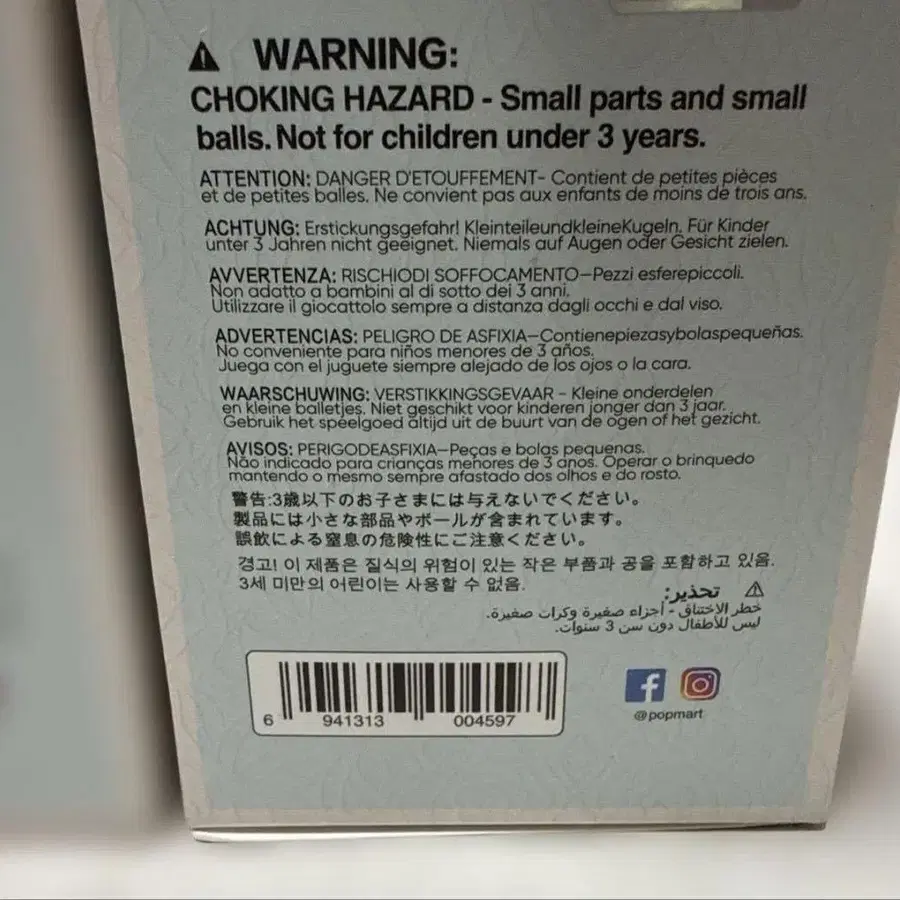 ⚠ WARNING:
CHOKING HAZARD - Small parts and small
balls. Not for children under 3 years.
ATTENTION: DANGER D'ETOUFFEMENT- Contient de petites pièces
et de petites balles. Ne convient pas aux enfants de moins de trois ans.
ACHTUNG: Erstickungsgefahr! KleinteileundkleineKugeln. Für Kinder
unter 3 Jahren nicht geeignet. Niemals auf Augen oder Gesicht zielen.
AVVERTENZA: RISCHIODI SOFFOCAMENTO–Pezzi esferepiccoli.
Non adatto a bambini al di sotto dei 3 anni.
Utilizzare il giocattolo sempre a distanza dagli occhi e dal viso.
ADVERTENCIAS: PELIGRO DE ASFIXIA–Contienepiezasybolaspequeñas.
No conveniente para niños menores de 3 años.
Juega con el juguete siempre alejado de los ojos o la cara.
WAARSCHUWING: VERSTIKKINGSGEVAAR - Kleine onderdelen
en kleine balletjes. Niet geschikt voor kinderen jonger dan 3 jaar.
Gebruik het speelgoed altijd uit de buurt van de ogen of het gezicht.
AVISOS: PERIGODEASFIXIA–Peças e bolas pequenas.
Não indicado para crianças menores de 3 anos. Operar o brinquedo
mantendo o mesmo sempre afastado dos olhos e do rosto.
警告:3歳以下のお子さまには与えないでください。
製品には小さな部品やボールが含まれています。
誤飲による窒息の危険性にご注意ください。
경고! 이 제품은 질식의 위험이 있는 작은 부품과 공을 포함하고 있음.
3세 미만의 어린이는 사용할 수 없음.
⚠ تحذير:
خطر الاختناق - أجزاء صغيرة وكرات صغيرة.
ليس للأطفال دون سن 3 سنوات.
6 941313 004597
@popmart